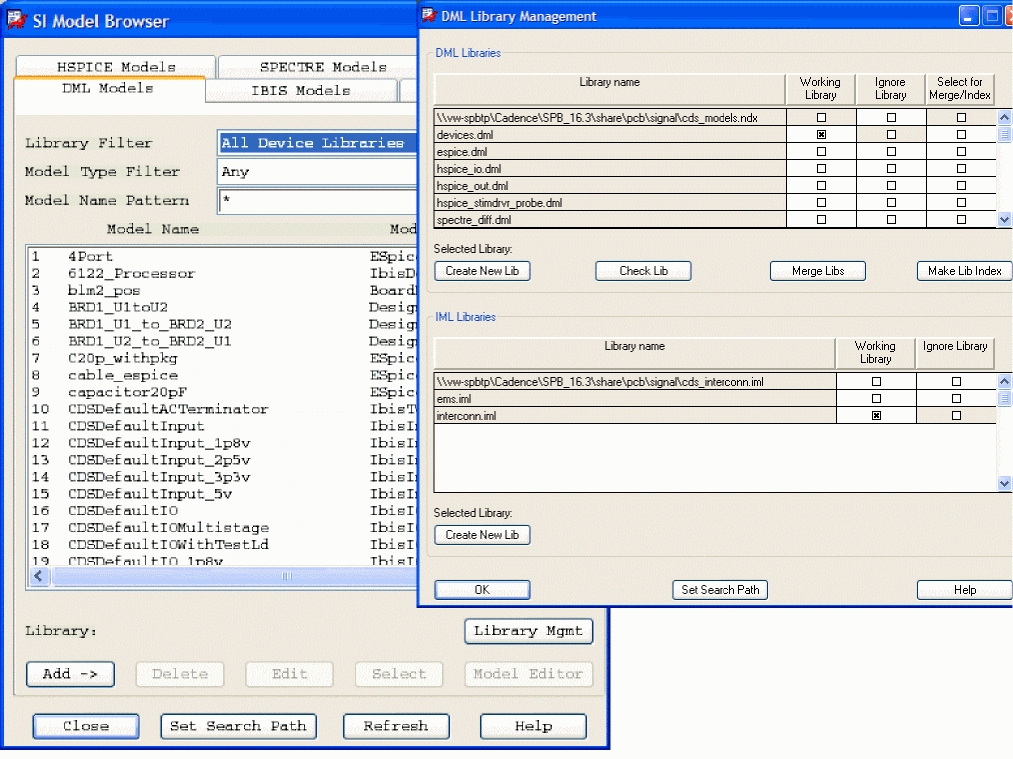 SI Model Browser
HSPICE Models SPECTRE Models
DML Models IBIS Models
Library Filter All Device Libraries
Model Type Filter Any
Model Name Pattern *
Model Name Mod
1 4Port ESpic
2 6122_Processor IbisD
3 blm2_pos Board
4 BRD1_U1toU2 Desig
5 BRD1_U1_to_BRD2_U2 Desig
6 BRD1_U2_to_BRD2_U1 Desig
7 C20p_withpkg ESpic
8 cable_espice ESpic
9 capacitor20pF ESpic
10 CDSDefaultACTerminator IbisT
11 CDSDefaultInput IbisI
12 CDSDefaultInput_1p8v IbisI
13 CDSDefaultInput_2p5v IbisI
14 CDSDefaultInput_3p3v IbisI
15 CDSDefaultInput_5v IbisI
16 CDSDefaultIO IbisI
17 CDSDefaultIOMultistage IbisI
18 CDSDefaultIOWithTestLd IbisI
19 CDSDefaultIO_1p8v IbisI
Library: Library Mgmt
Add -> Delete Edit Select Model Editor
Close Set Search Path Refresh Help
DML Library Management
DML Libraries
Library name Working Library Ignore Library Select for Merge/Index
\\vw-spbtp\Cadence\SPB_16.3\share\pcb\signal\cds_models.ndx
devices.dml
espice.dml
hspice_io.dml
hspice_out.dml
hspice_stimdrvr_probe.dml
spectre_diff.dml
Selected Library:
Create New Lib Check Lib Merge Libs Make Lib Index
IML Libraries
Library name Working Library Ignore Library
\\vw-spbtp\Cadence\SPB_16.3\share\pcb\signal\cds_interconn.iml
ems.iml
interconn.iml
Selected Library:
Create New Lib
OK Set Search Path Help